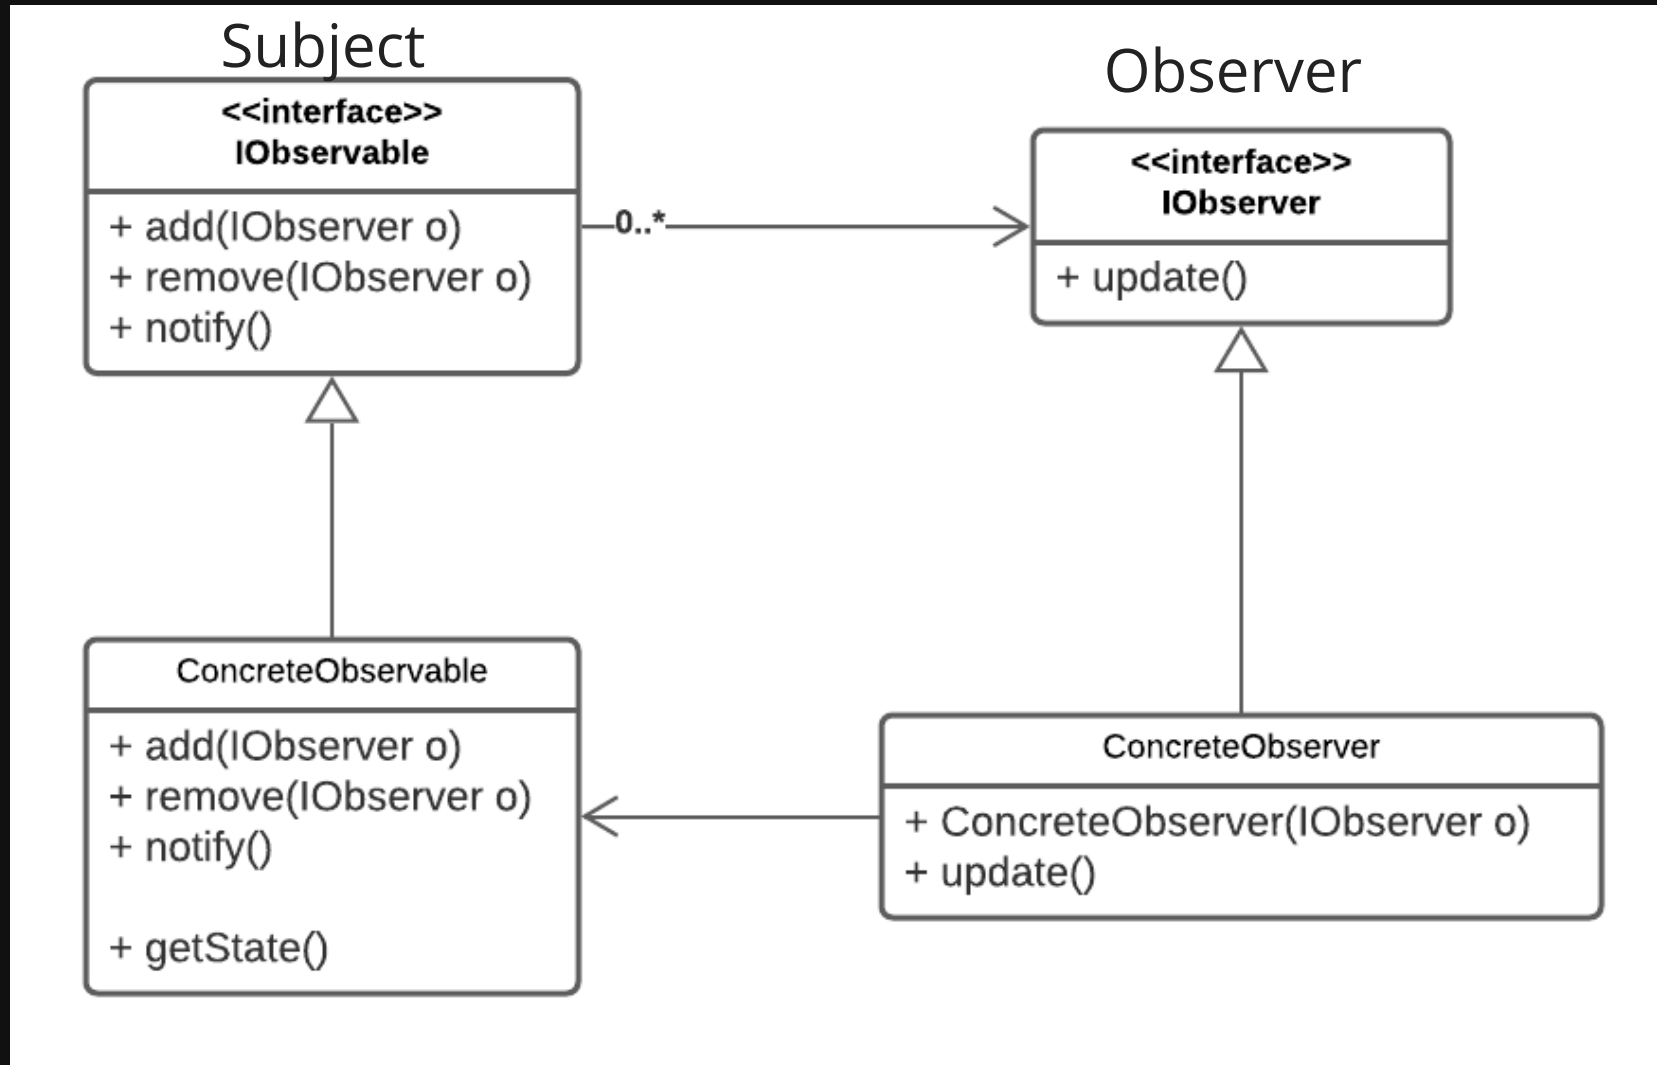 Subject
<<interface>>
IObservable
+ add(IObserver o)
+ remove(IObserver o)
+ notify()
0..*
Observer
<<interface>>
IObserver
+ update()
ConcreteObservable
+ add(IObserver o)
+ remove(IObserver o)
+ notify()
+ getState()
ConcreteObserver
+ ConcreteObserver(IObserver o)
+ update()